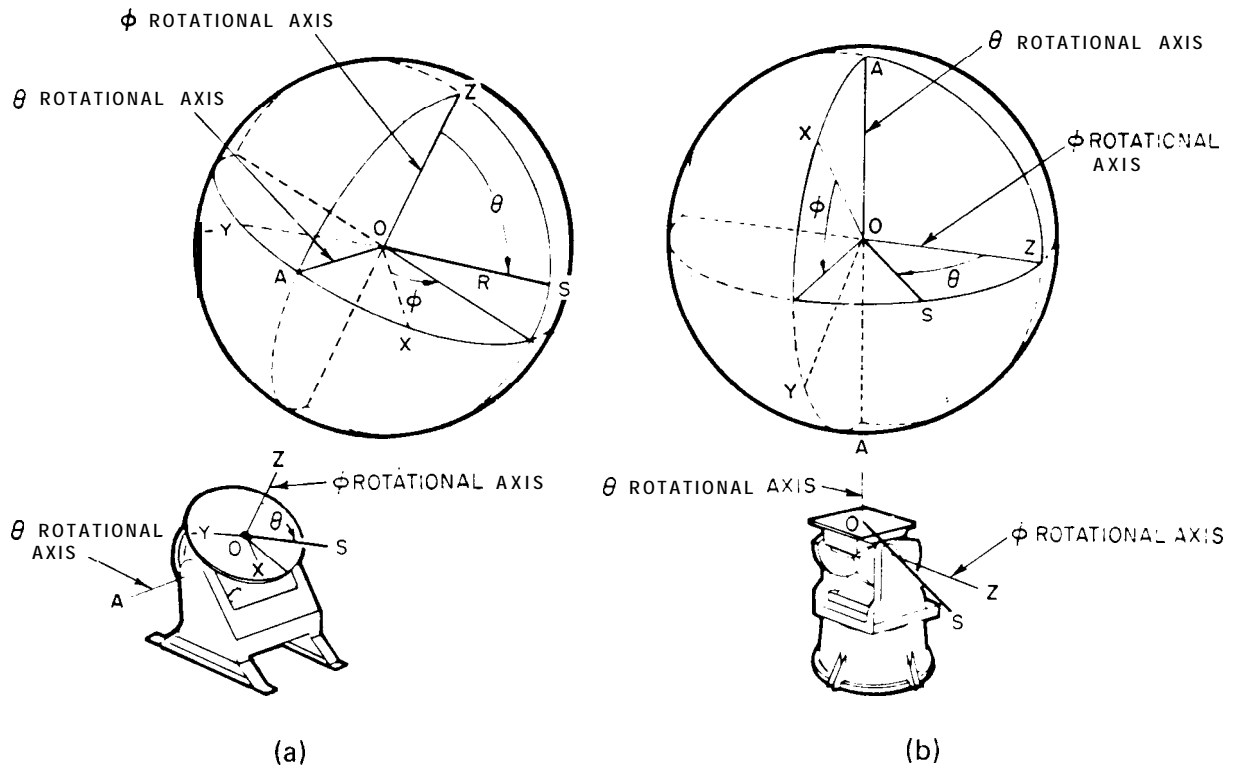 ϕ ROTATIONAL AXIS
θ ROTATIONAL AXIS
Z
θ
O
Y
A
R
S
ϕ
X
θ ROTATIONAL AXIS
A
X
ϕ ROTATIONAL
AXIS
ϕ
O
Z
θ
S
Y
A
Z
ϕ ROTATIONAL AXIS
θ ROTATIONAL
AXIS
Y
θ
O
S
X
A
θ ROTATIONAL AXIS
O
ϕ ROTATIONAL AXIS
Z
S
(a)
(b)